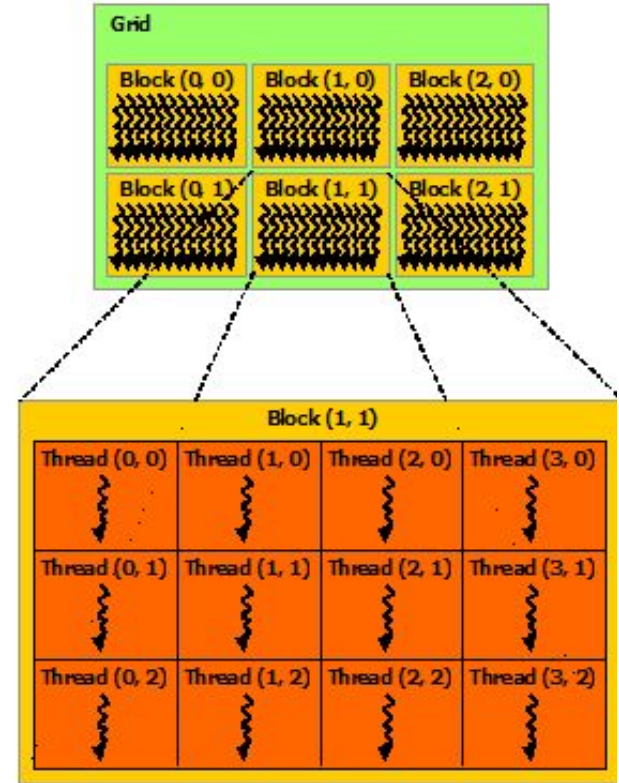 Grid
Block (0, 0) Block (1, 0) Block (2, 0)
Block (0, 1) Block (1, 1) Block (2, 1)
Block (1, 1)
Thread (0, 0) Thread (1, 0) Thread (2, 0) Thread (3, 0)
Thread (0, 1) Thread (1, 1) Thread (2, 1) Thread (3, 1)
Thread (0, 2) Thread (1, 2) Thread (2, 2) Thread (3, 2)